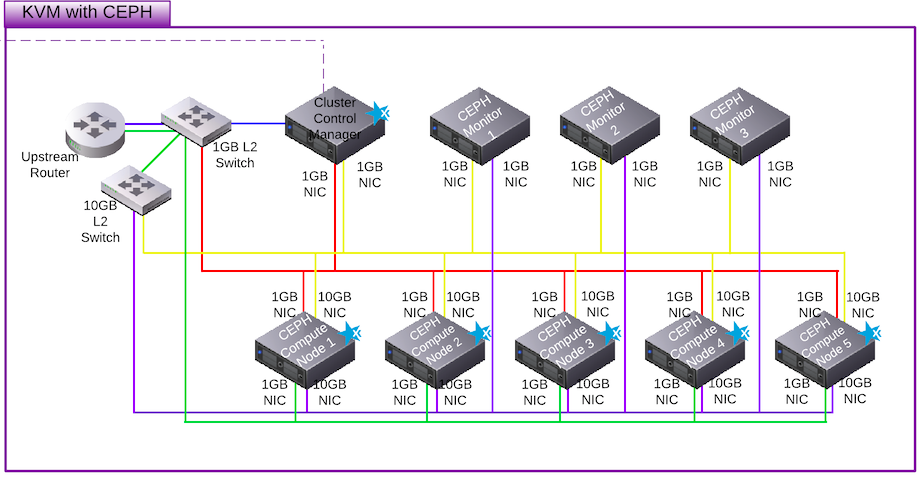 KVM with CEPH
Cluster
Control
Manager
CEPH
Monitor
1
CEPH
Monitor
2
CEPH
Monitor
3
Upstream
Router
1GB L2
Switch
10GB
L2
Switch
1GB
NIC
1GB
NIC
1GB
NIC
1GB
NIC
1GB
NIC
1GB
NIC
1GB
NIC
1GB
NIC
1GB
NIC
10GB
NIC
1GB
NIC
10GB
NIC
1GB
NIC
10GB
NIC
1GB
NIC
10GB
NIC
1GB
NIC
10GB
NIC
CEPH
Compute
Node 1
CEPH
Compute
Node 2
CEPH
Compute
Node 3
CEPH
Compute
Node 4
CEPH
Compute
Node 5
1GB
NIC
10GB
NIC
1GB
NIC
10GB
NIC
1GB
NIC
10GB
NIC
1GB
NIC
10GB
NIC
1GB
NIC
10GB
NIC